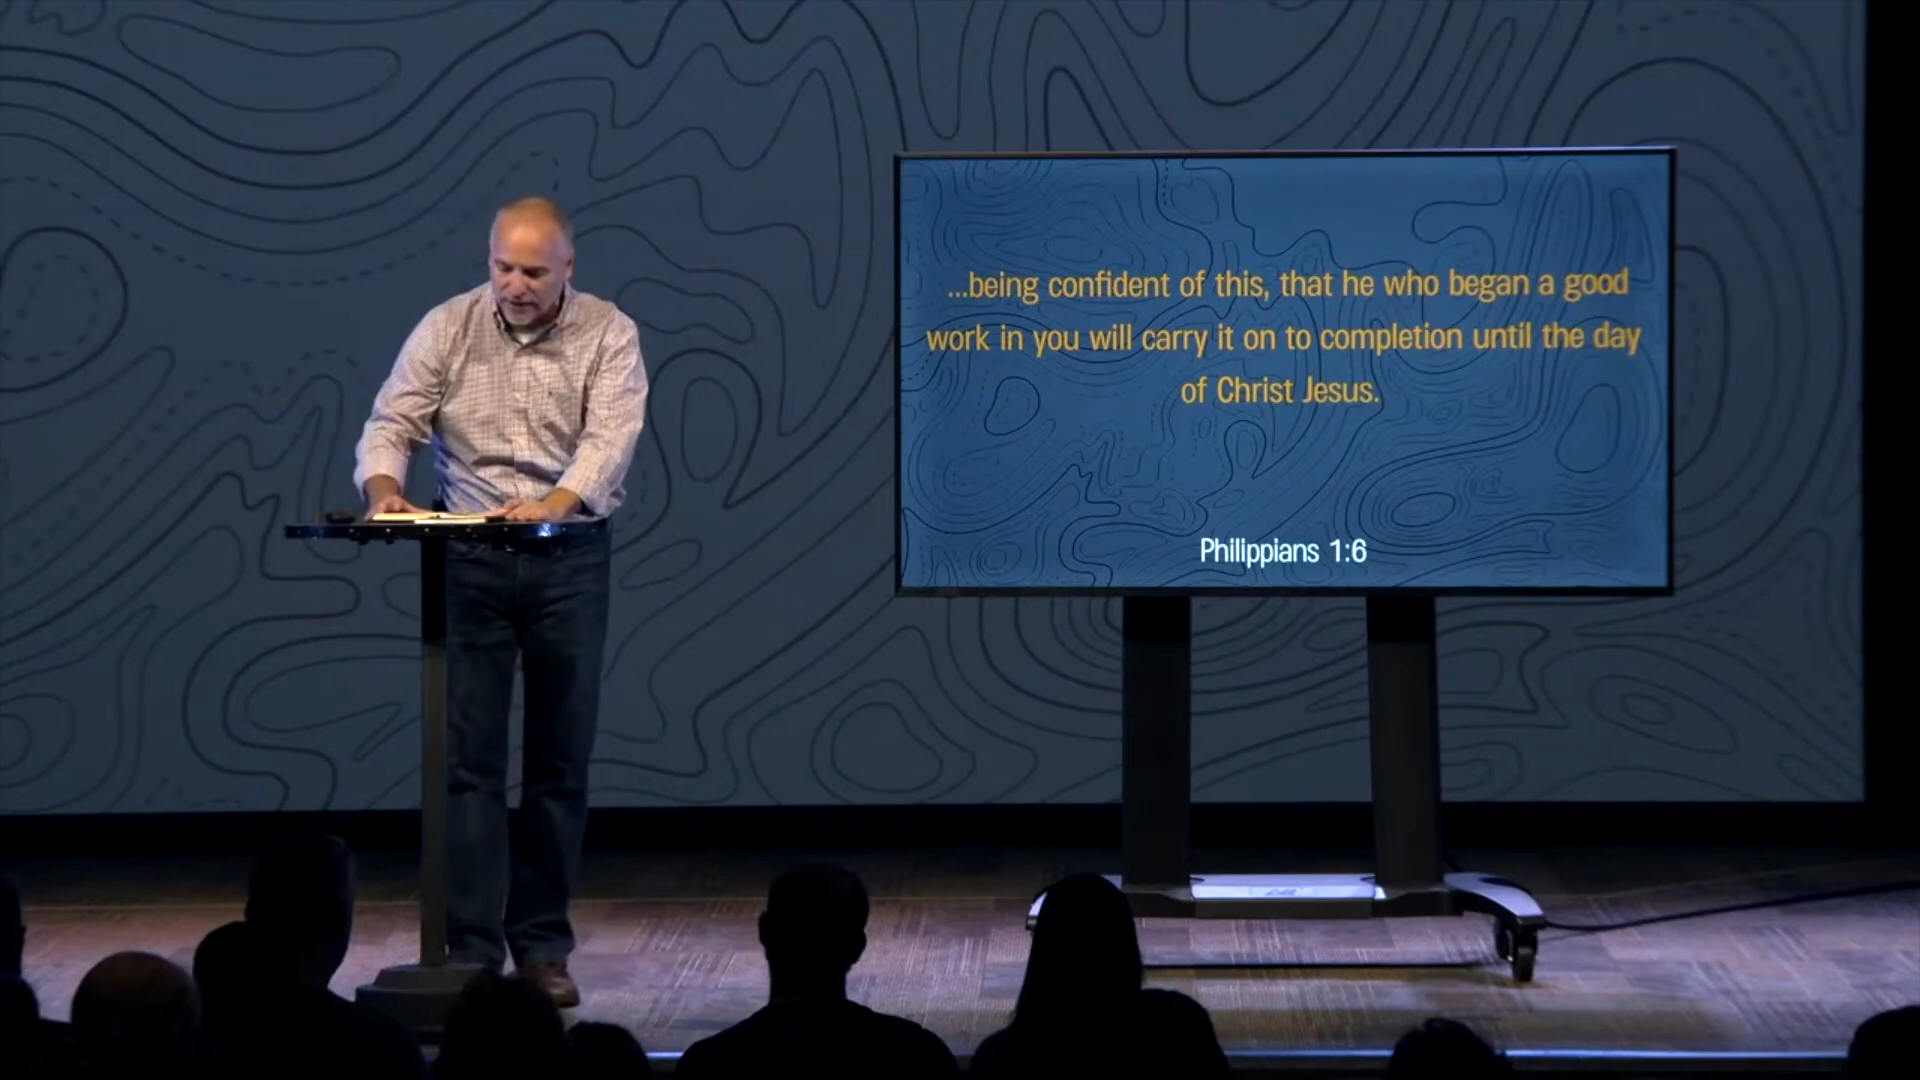 ...being confident of this, that he who began a good
work in you will carry it on to completion until the day
of Christ Jesus.
Philippians 1:6